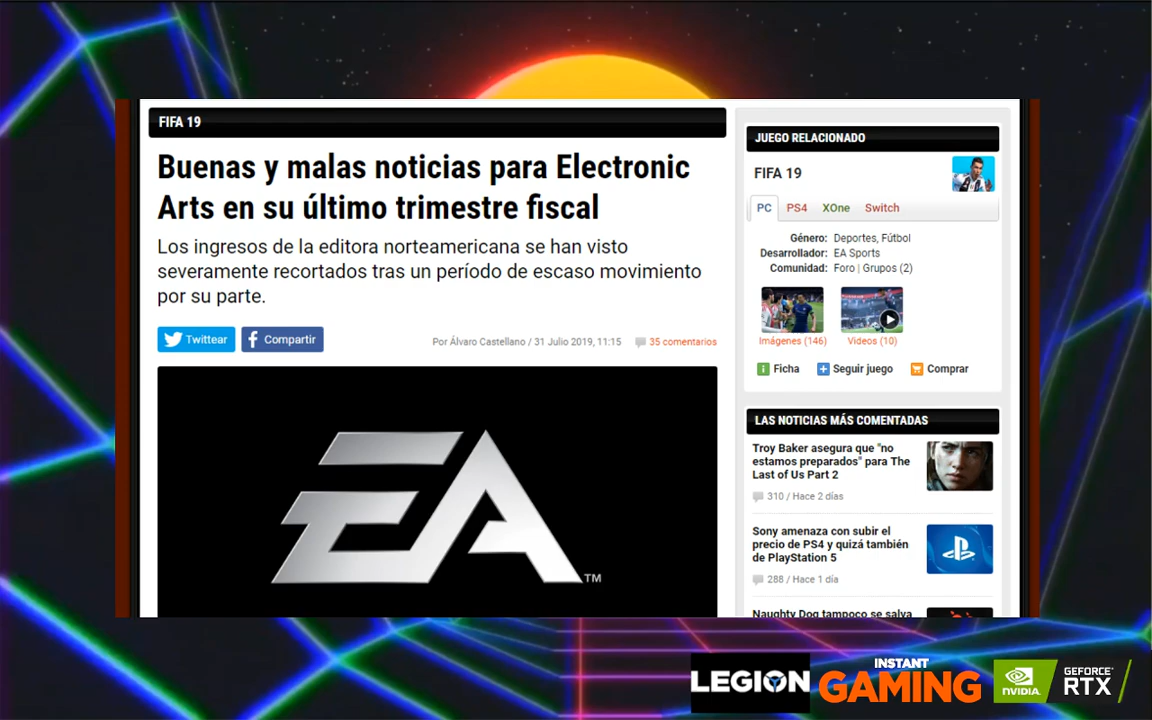 FIFA 19
Buenas y malas noticias para Electronic
Arts en su último trimestre fiscal
Los ingresos de la editora norteamericana se han visto
severamente recortados tras un período de escaso movimiento
por su parte.
Twittear
Compartir
Por Álvaro Castellano / 31 Julio 2019, 11:15
35 comentarios
EA™
JUEGO RELACIONADO
FIFA 19
PC PS4 XOne Switch
Género: Deportes, Fútbol
Desarrollador: EA Sports
Comunidad: Foro | Grupos (2)
Imágenes (146) Videos (10)
Ficha Seguir juego Comprar
LAS NOTICIAS MÁS COMENTADAS
Troy Baker asegura que "no
estamos preparados" para The
Last of Us Part 2
310 / Hace 2 días
Sony amenaza con subir el
precio de PS4 y quizá también
de PlayStation 5
288 / Hace 1 día
Naughty Dog tampoco se salva
LEGION
INSTANT
GAMING
NVIDIA
GEFORCE
RTX